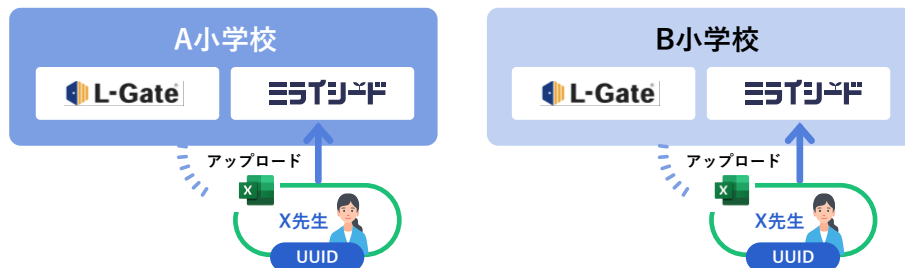 A小学校
L-Gate
ミライシード
アップロード
X
X先生
UUID
B小学校
L-Gate
ミライシード
アップロード
X
X先生
UUID